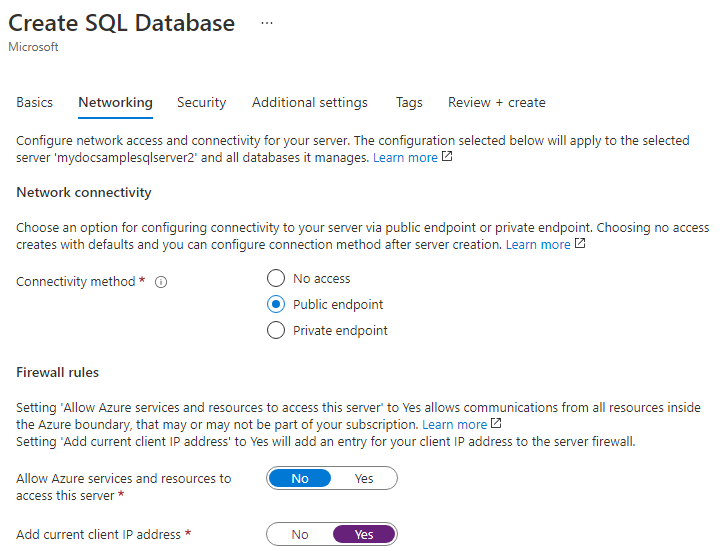 Create SQL Database ...
Microsoft
Basics Networking Security Additional settings Tags Review + create
Configure network access and connectivity for your server. The configuration selected below will apply to the selected
server 'mydocsamplesqlserver2' and all databases it manages. Learn more
Network connectivity
Choose an option for configuring connectivity to your server via public endpoint or private endpoint. Choosing no access
creates with defaults and you can configure connection method after server creation. Learn more
Connectivity method *
No access
Public endpoint
Private endpoint
Firewall rules
Setting 'Allow Azure services and resources to access this server' to Yes allows communications from all resources inside
the Azure boundary, that may or may not be part of your subscription. Learn more
Setting 'Add current client IP address' to Yes will add an entry for your client IP address to the server firewall.
Allow Azure services and resources to
access this server *
No Yes
Add current client IP address *
No Yes